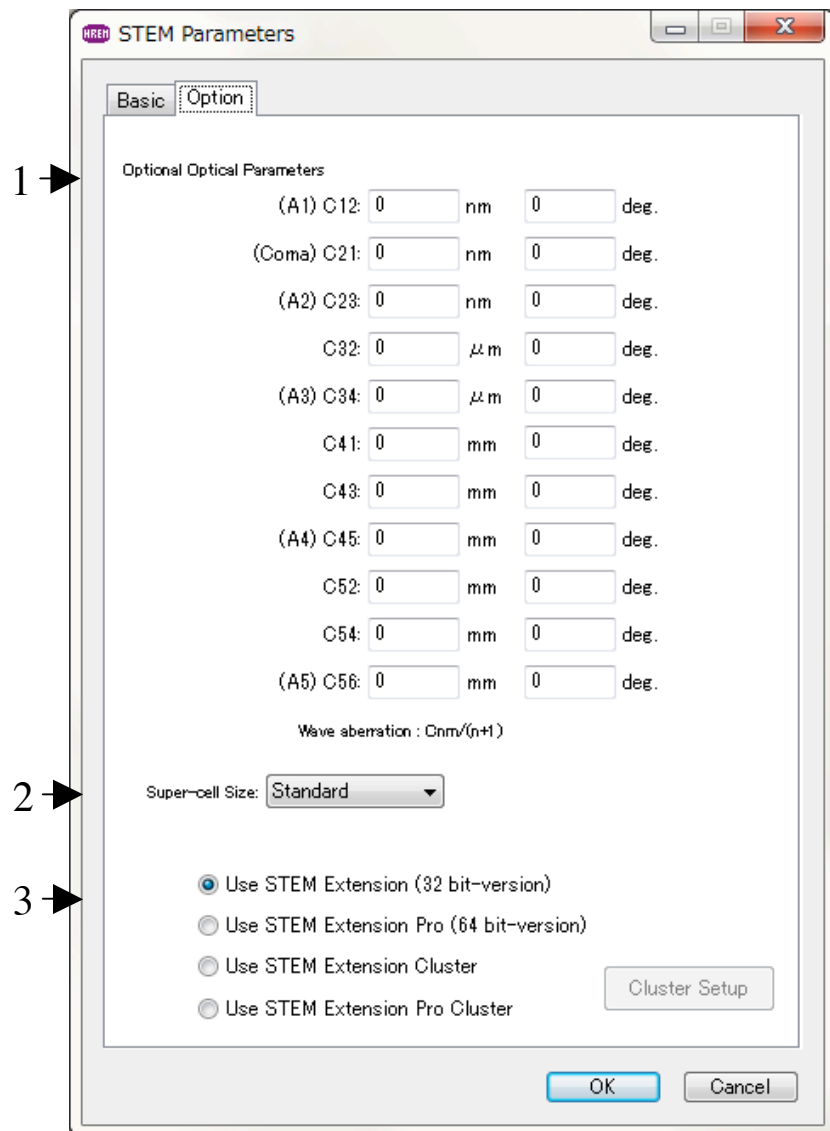 HREM STEM Parameters
Basic Option
1
Optional Optical Parameters
(A1) C12: 0 nm 0 deg.
(Coma) C21: 0 nm 0 deg.
(A2) C23: 0 nm 0 deg.
C32: 0 μm 0 deg.
(A3) C34: 0 μm 0 deg.
C41: 0 mm 0 deg.
C43: 0 mm 0 deg.
(A4) C45: 0 mm 0 deg.
C52: 0 mm 0 deg.
C54: 0 mm 0 deg.
(A5) C56: 0 mm 0 deg.
Wave aberration : Cnm/(n+1)
2
Super-cell Size: Standard
3
Use STEM Extension (32 bit-version)
Use STEM Extension Pro (64 bit-version)
Use STEM Extension Cluster
Use STEM Extension Pro Cluster
Cluster Setup
OK Cancel